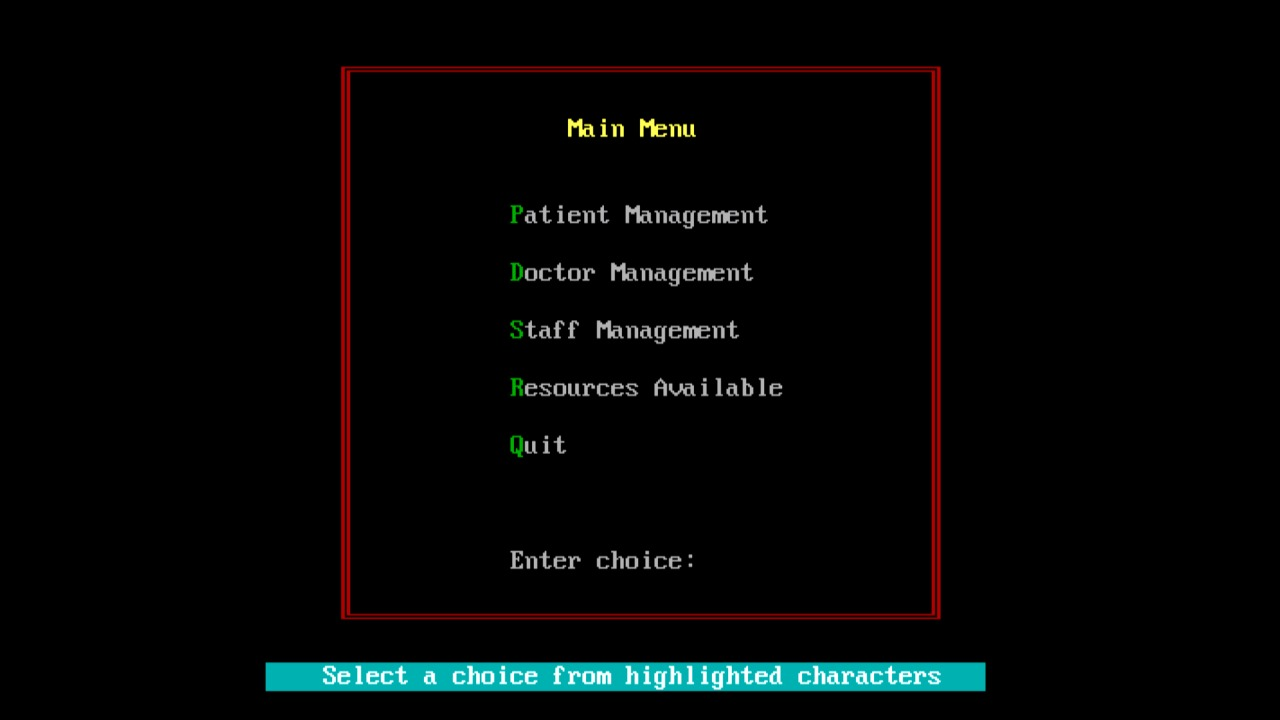 Main Menu
Patient Management
Doctor Management
Staff Management
Resources Available
Quit
Enter choice:
Select a choice from highlighted characters